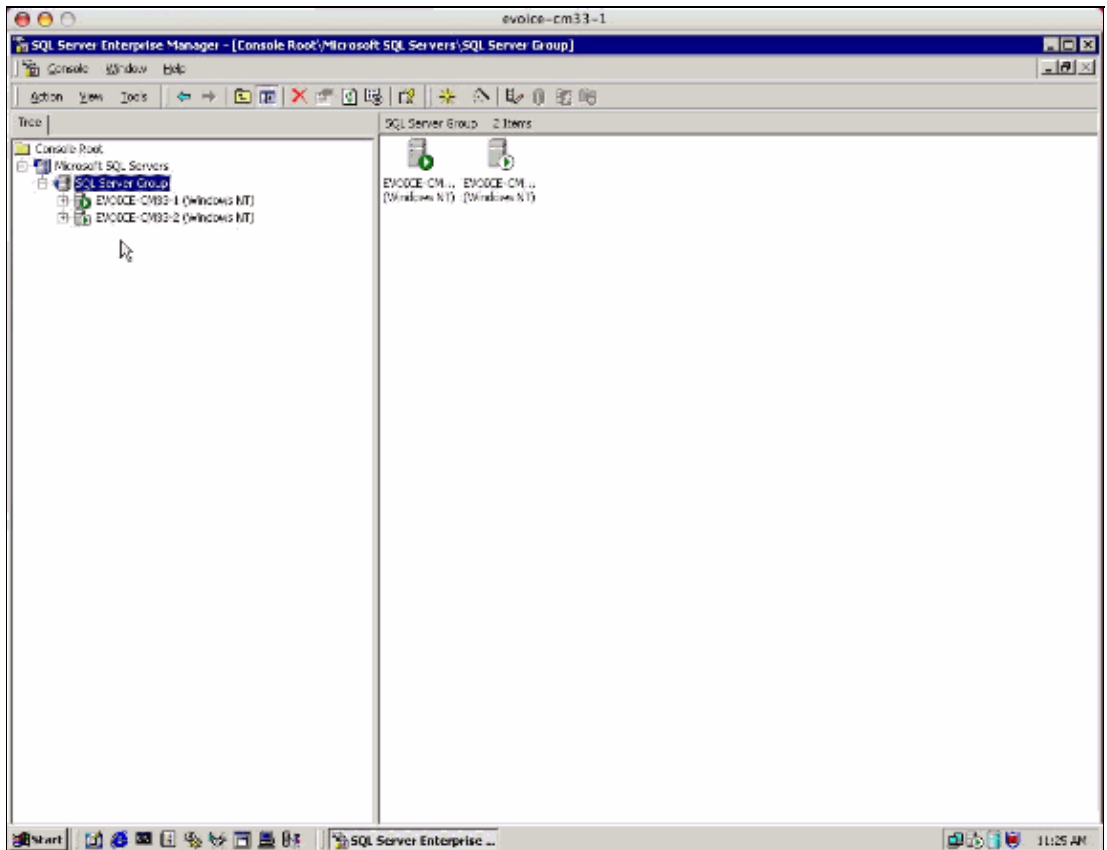 evoice-cm33-1
SQL Server Enterprise Manager - [Console Root\Microsoft SQL Servers\SQL Server Group]
Console Window Help
Action View Tools
Tree
SQL Server Group 2 Items
Console Root
Microsoft SQL Servers
SQL Server Group
EVOICE-CM33-1 (Windows NT)
EVOICE-CM33-2 (Windows NT)
EVOICE-CM... EVOICE-CM...
(Windows NT) (Windows NT)
Start
SQL Server Enterprise ...
11:25 AM